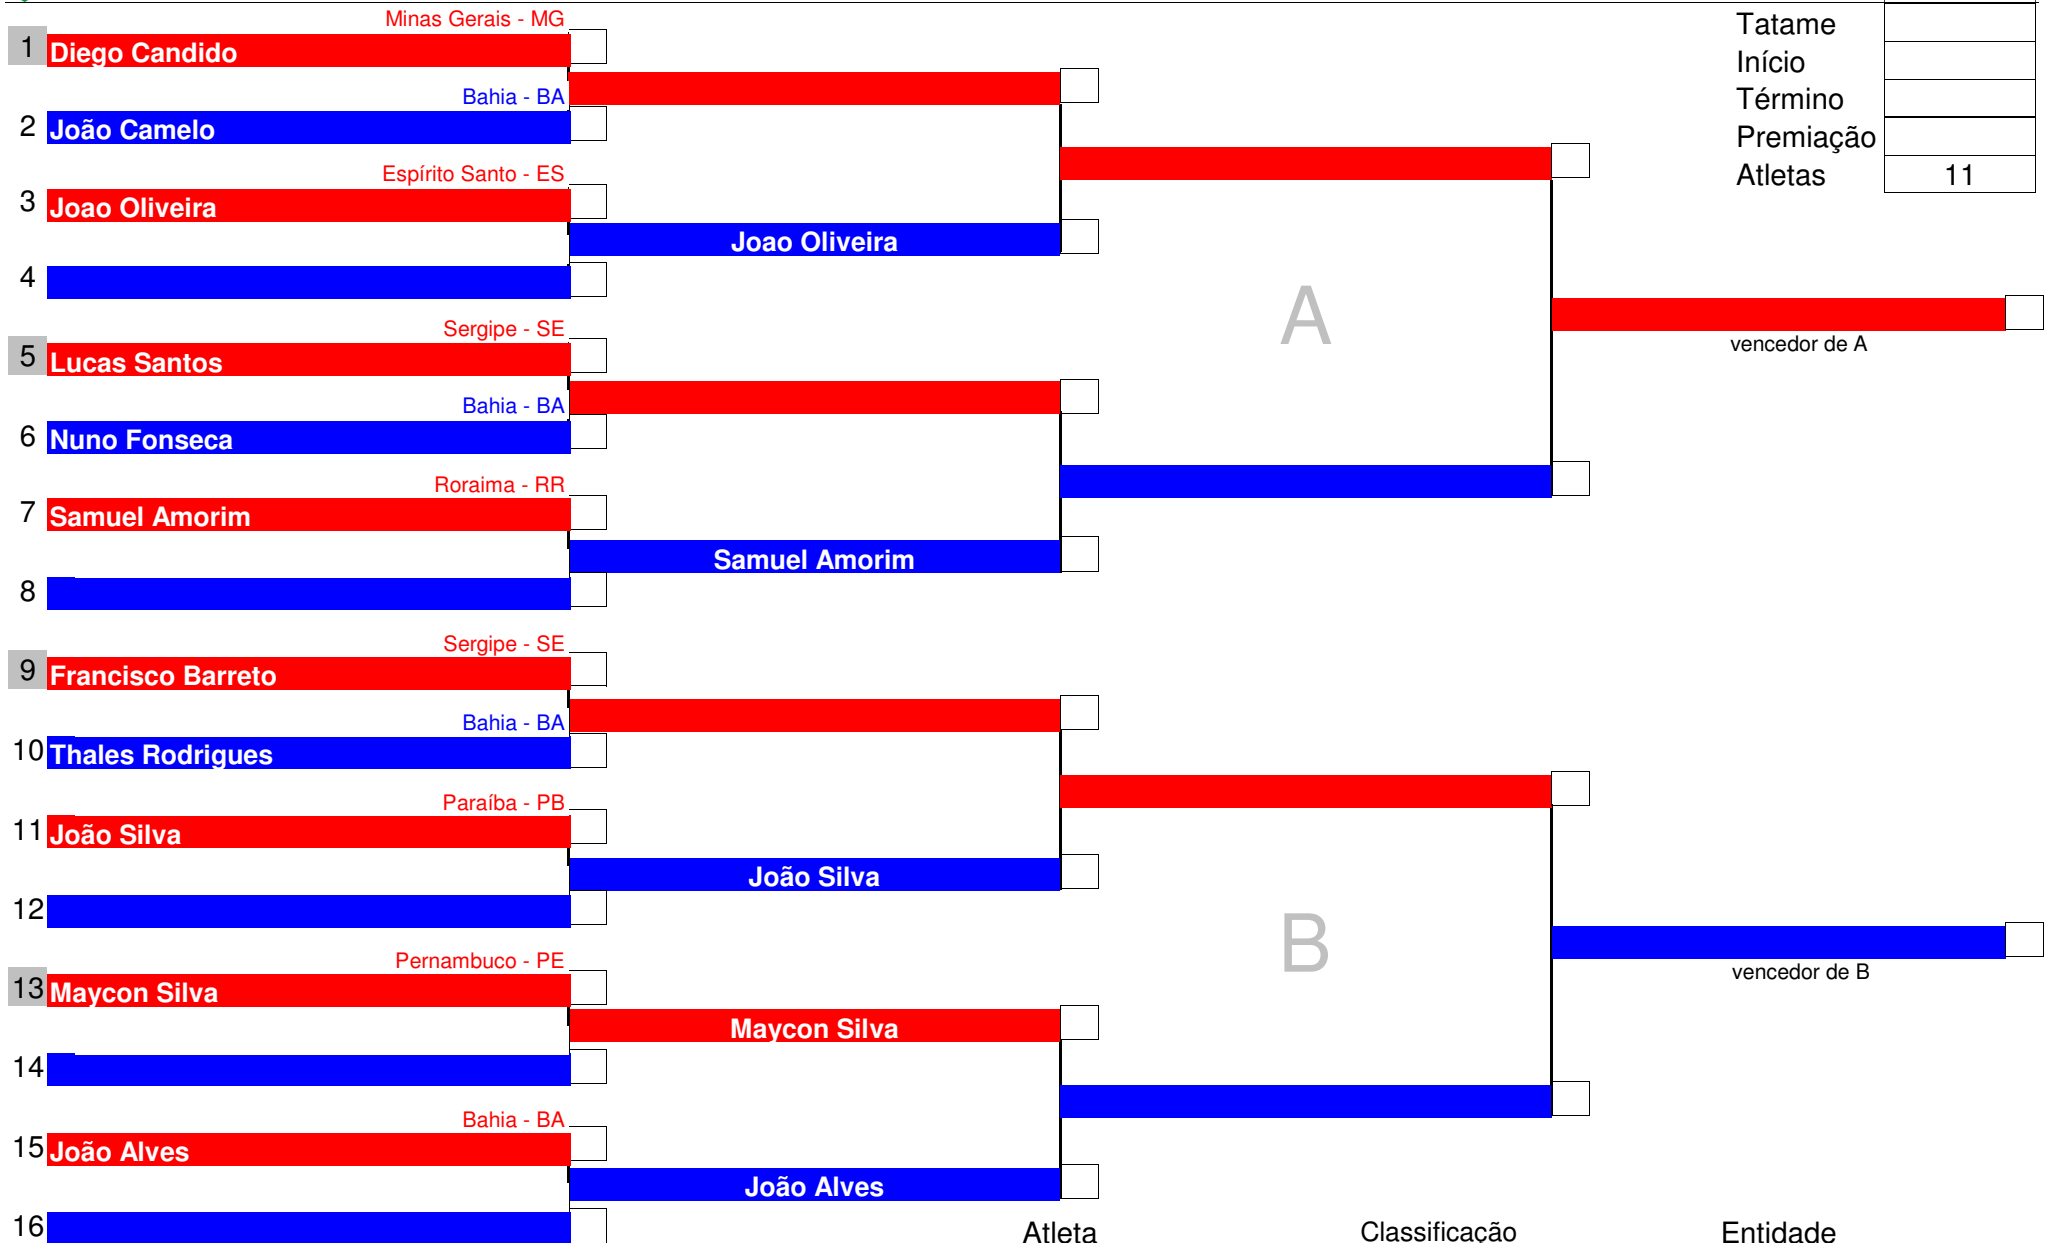 Minas Gerais - MG
1 Diego Candido
Bahia - BA
2 João Camelo
Espírito Santo - ES
3 Joao Oliveira
Joao Oliveira
4
Sergipe - SE
5 Lucas Santos
Bahia - BA
6 Nuno Fonseca
Roraima - RR
7 Samuel Amorim
Samuel Amorim
8
Sergipe - SE
9 Francisco Barreto
Bahia - BA
10 Thales Rodrigues
Paraíba - PB
11 João Silva
João Silva
12
Pernambuco - PE
13 Maycon Silva
Maycon Silva
14
Bahia - BA
15 João Alves
João Alves
16
A
vencedor de A
B
vencedor de B
Tatame
Início
Término
Premiação
Atletas 11
Atleta Classificação Entidade